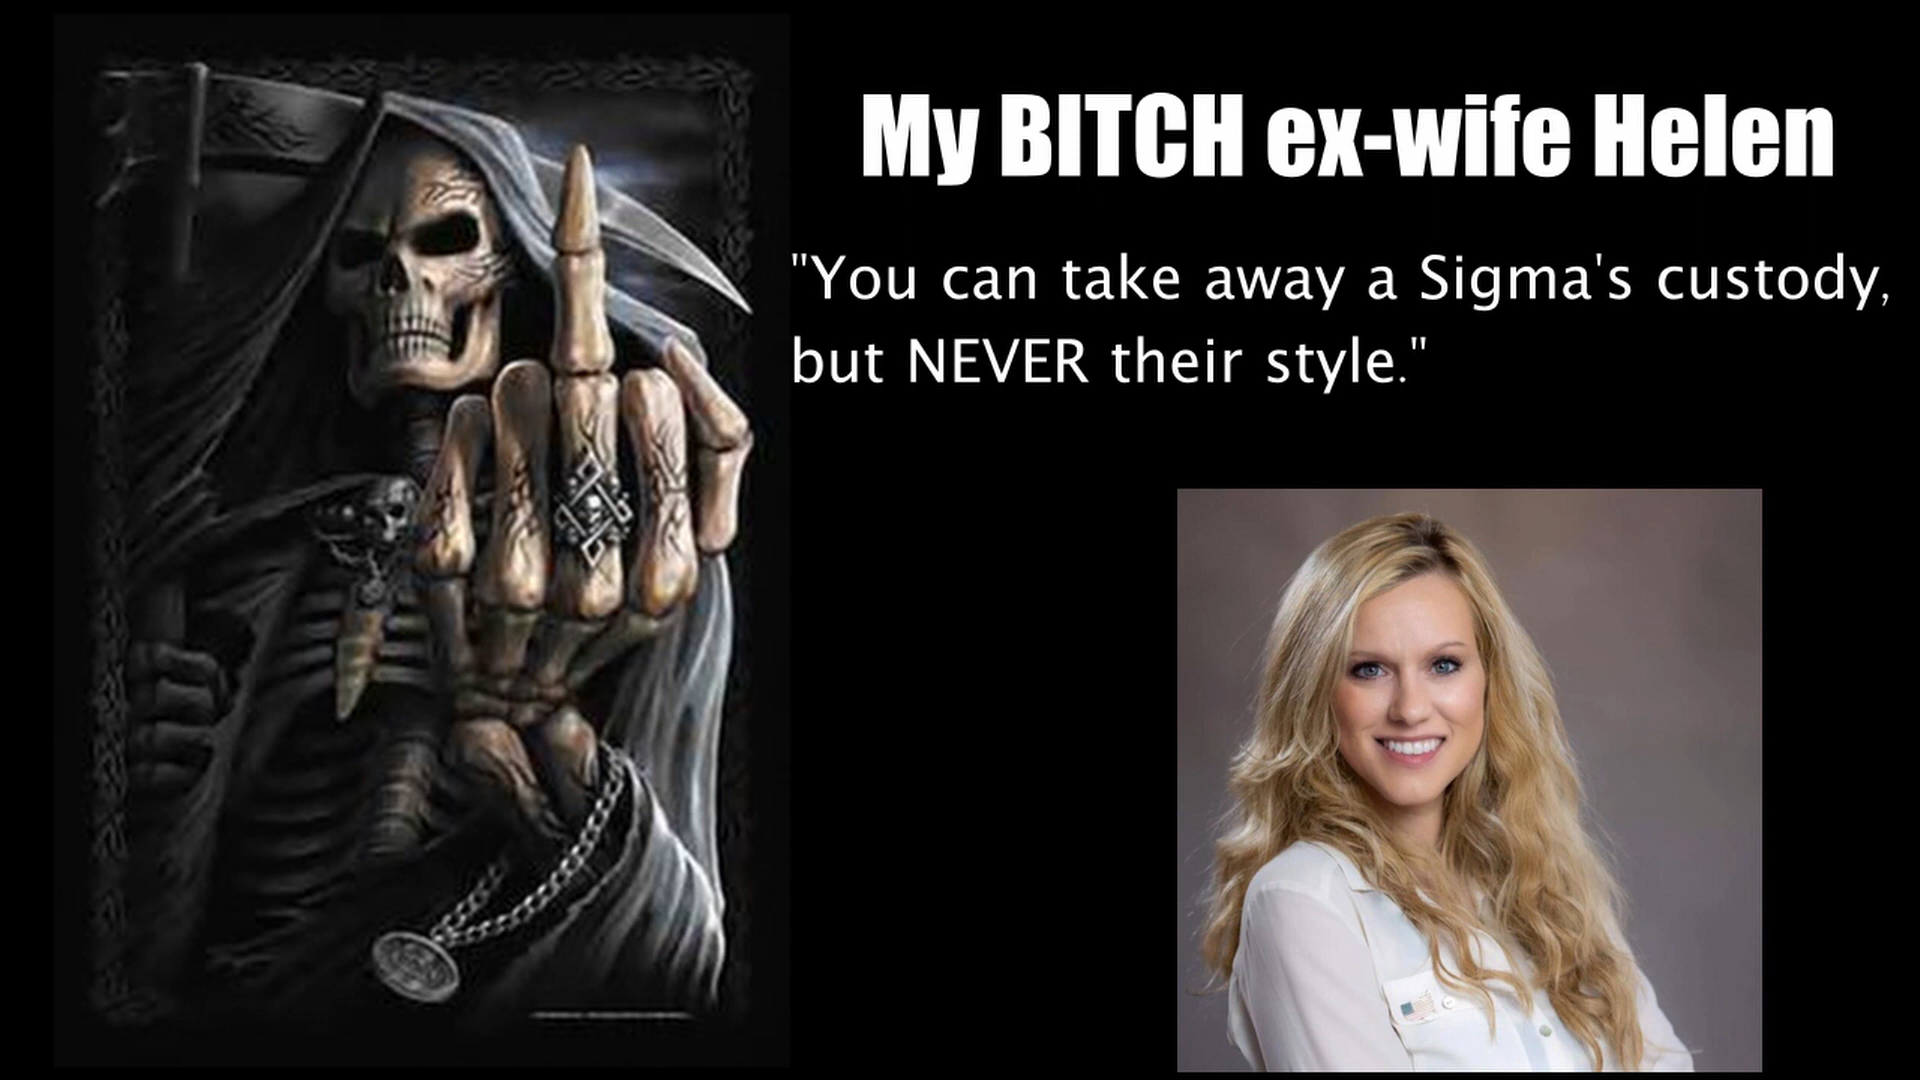 My BITCH ex-wife Helen
"You can take away a Sigma's custody,
but NEVER their style."